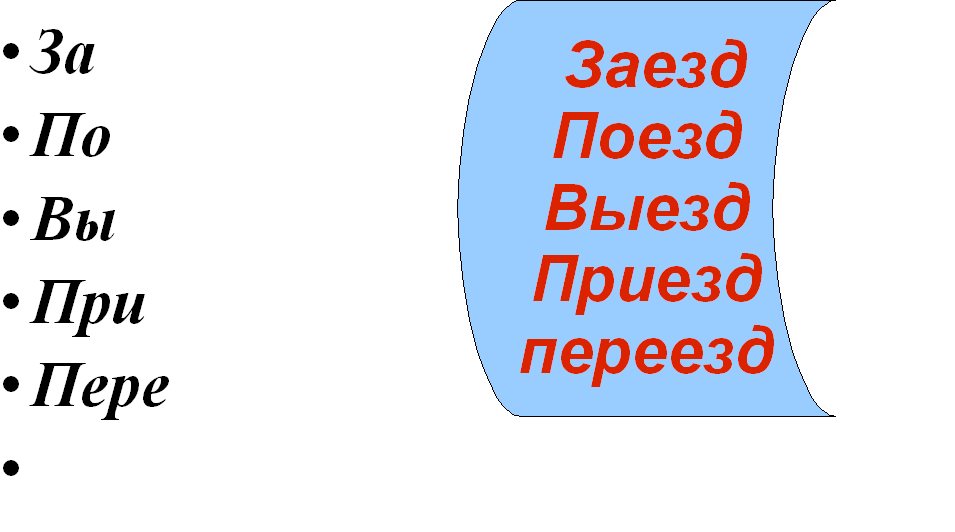 • За
• По
• Вы
• При
• Пере
•
Заезд
Поезд
Выезд
Приезд
переезд